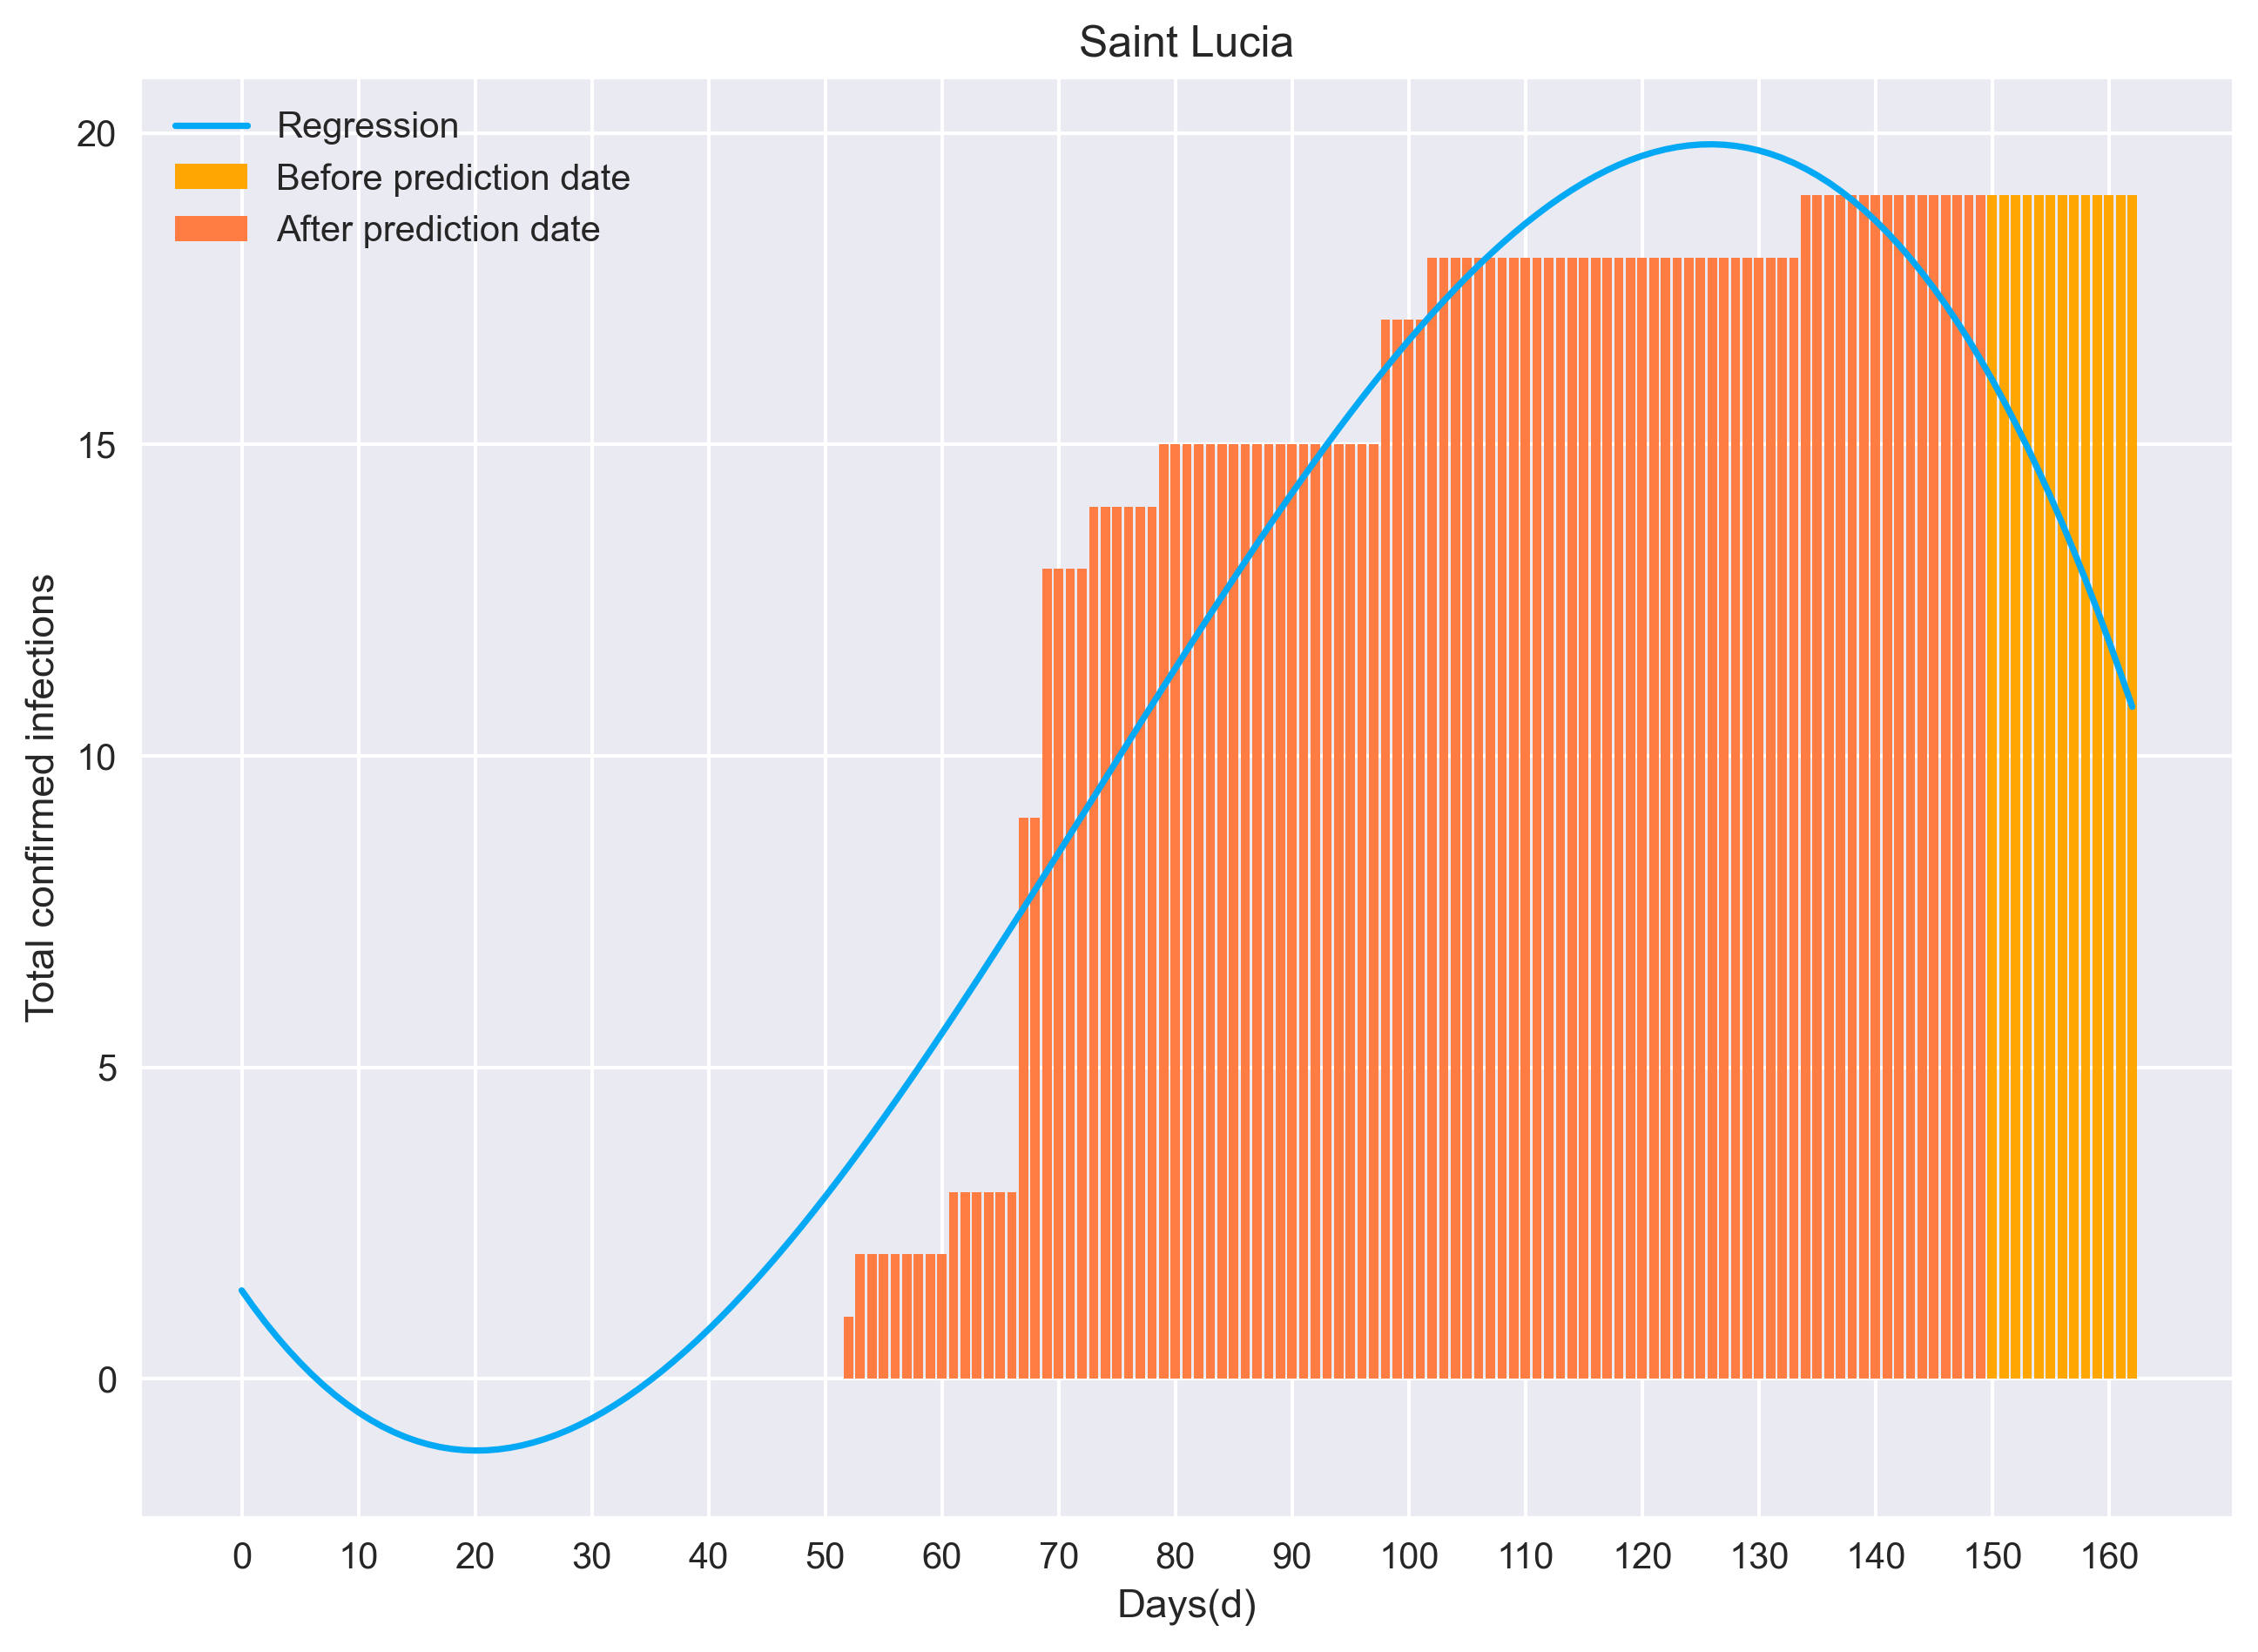 Saint Lucia
Regression
Before prediction date
After prediction date
Total confirmed infections
20
15
10
5
0
0 10 20 30 40 50 60 70 80 90 100 110 120 130 140 150 160
Days(d)